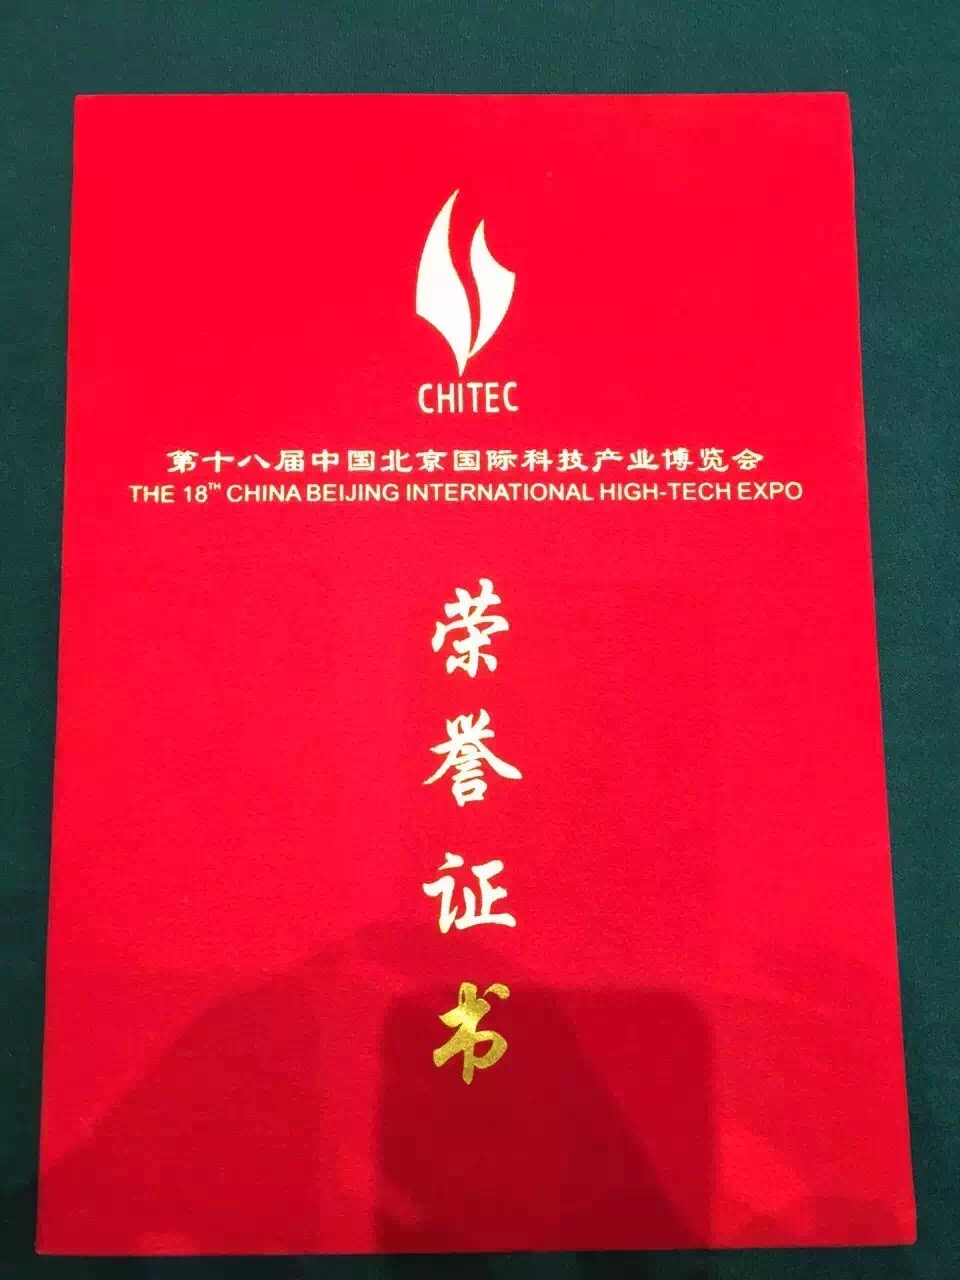 CHITEC
第十八届中国北京国际科技产业博览会
THE 18TH CHINA BEIJING INTERNATIONAL HIGH-TECH EXPO
荣
誉
证
书